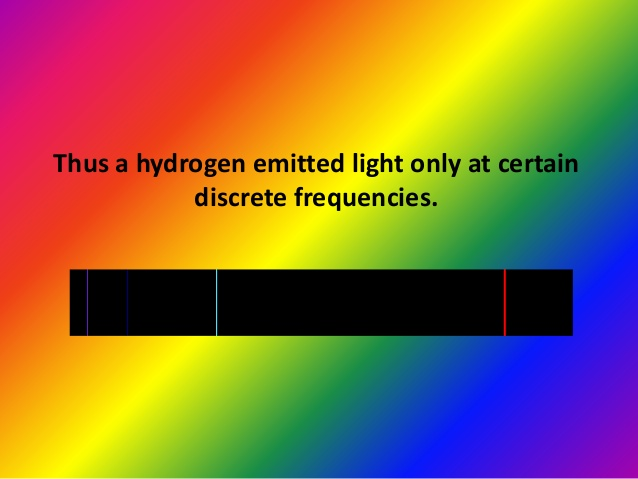 Thus a hydrogen emitted light only at certain
discrete frequencies.